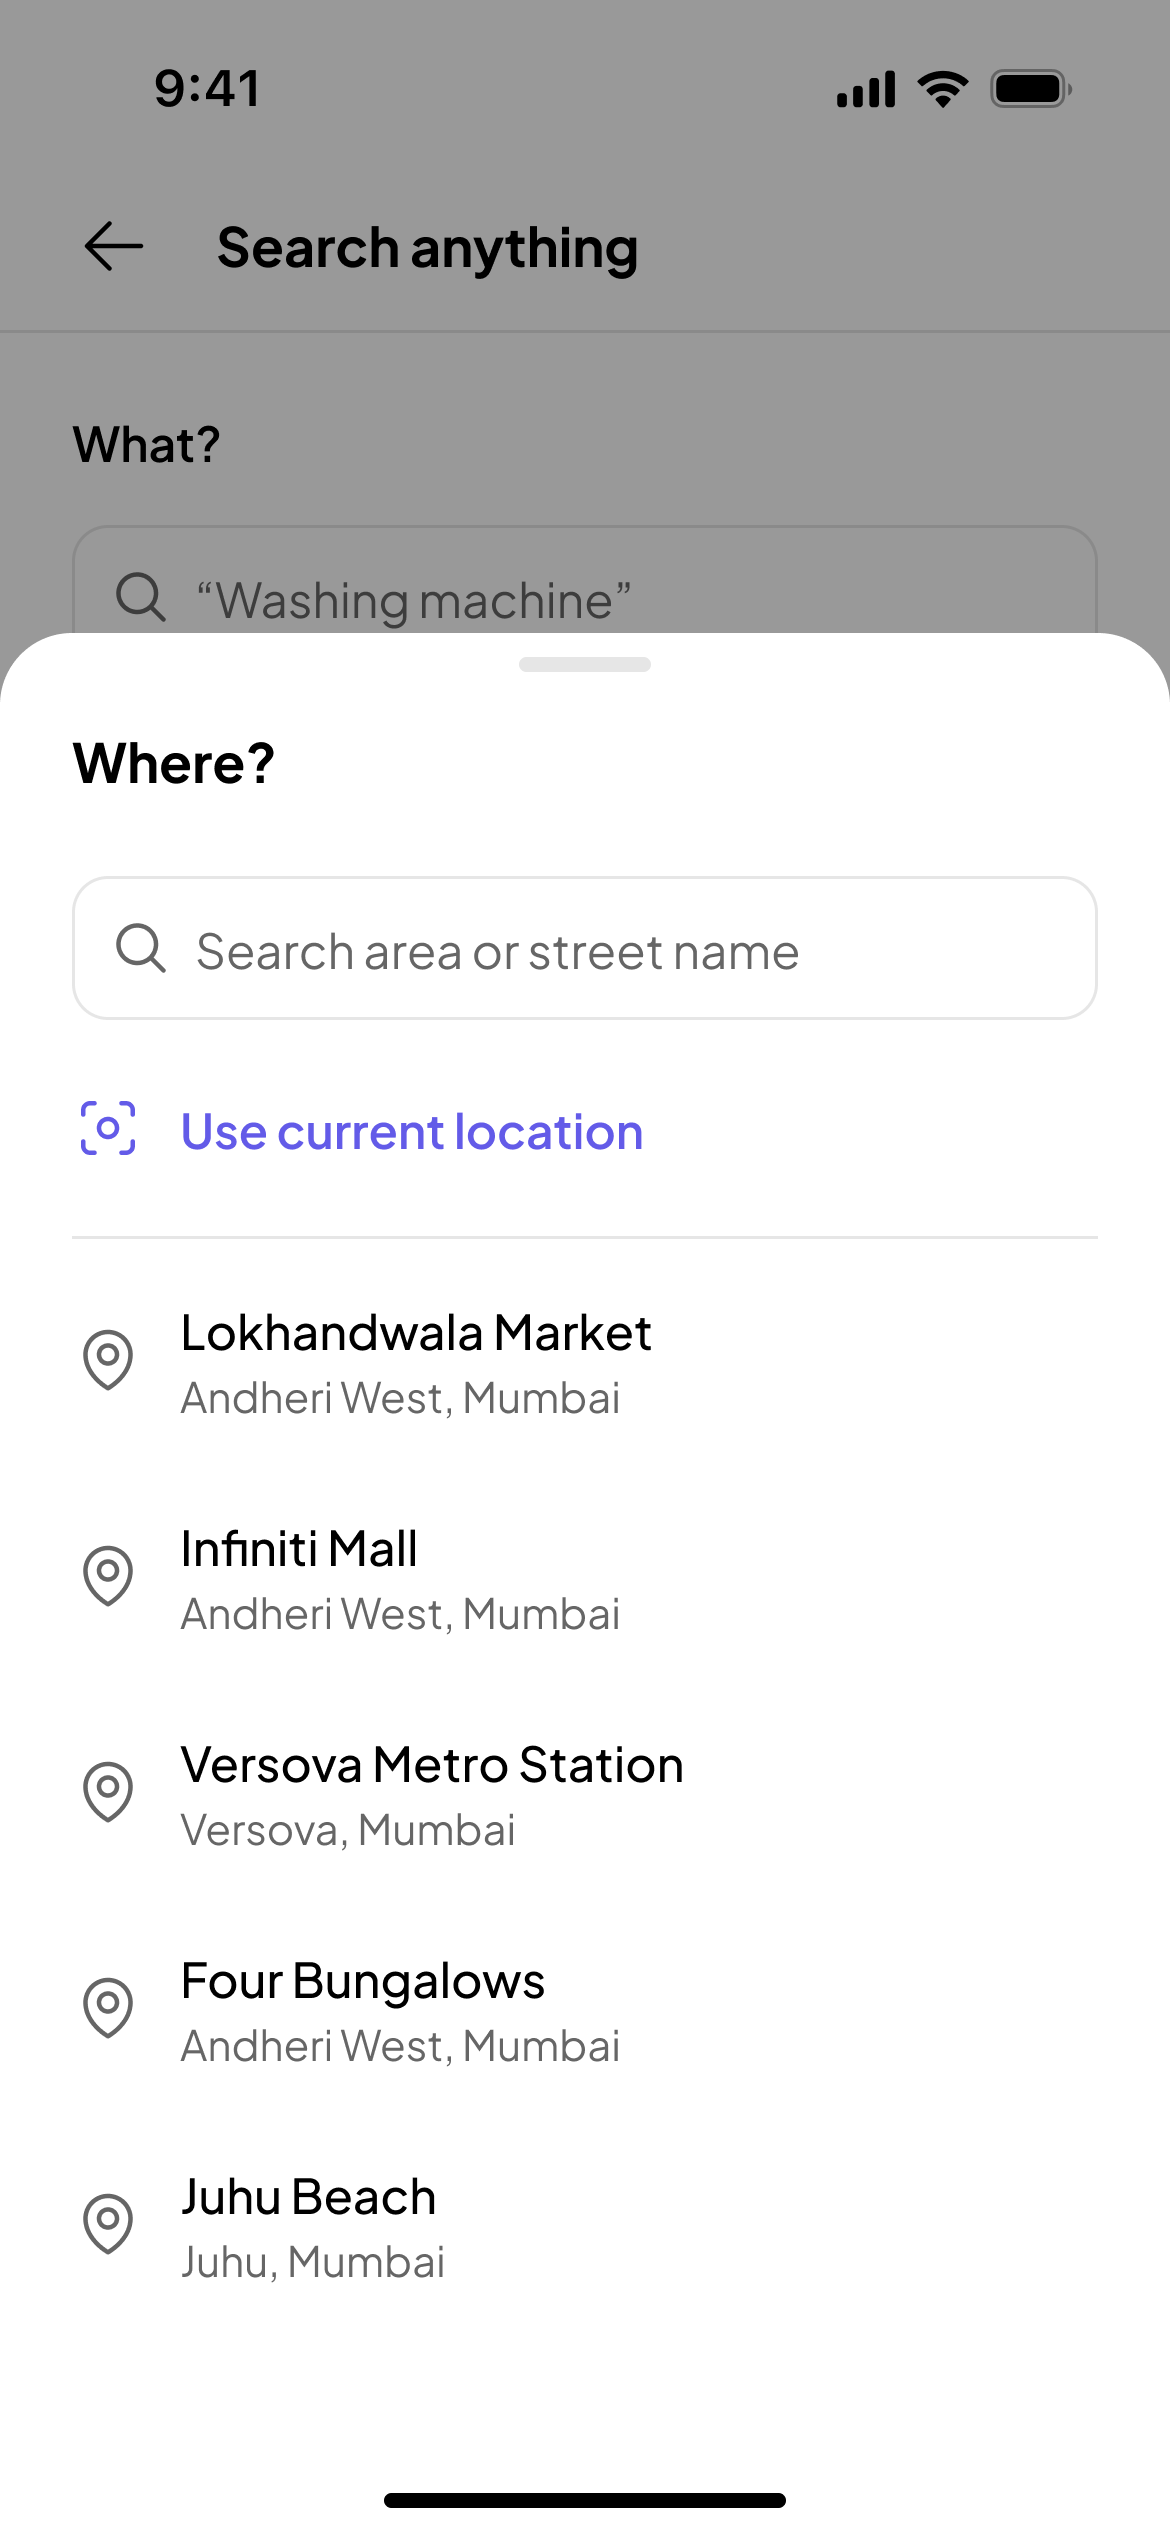 9:41
Search anything
What?
“Washing machine”
Where?
Search area or street name
Use current location
Lokhandwala Market
Andheri West, Mumbai
Infiniti Mall
Andheri West, Mumbai
Versova Metro Station
Versova, Mumbai
Four Bungalows
Andheri West, Mumbai
Juhu Beach
Juhu, Mumbai